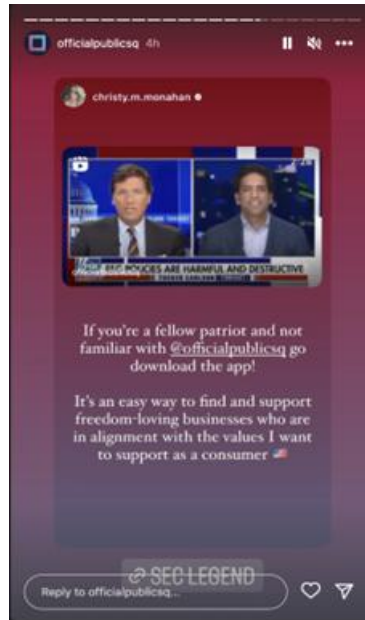 officialpublicsq 4h
christy.m.monahan
POLICIES ARE HARMFUL AND DESTRUCTIVE
TUCKER CARLSON
If you're a fellow patriot and not
familiar with @officialpublicsq go
download the app!
It's an easy way to find and support
freedom-loving businesses who are
in alignment with the values I want
to support as a consumer 🇺🇸
SEC LEGEND
Reply to officialpublicsq...